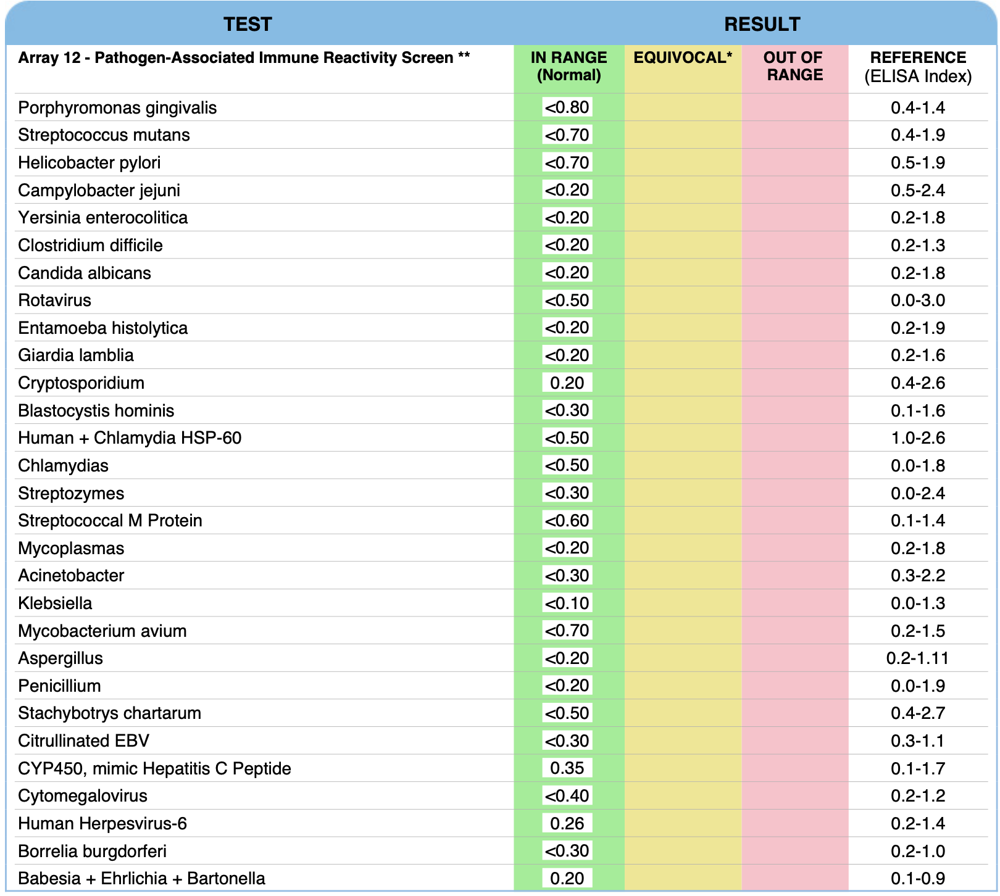 TEST RESULT
Array 12 - Pathogen-Associated Immune Reactivity Screen ** IN RANGE EQUIVOCAL* OUT OF REFERENCE
(Normal) RANGE (ELISA Index)
Porphyromonas gingivalis <0.80 0.4-1.4
Streptococcus mutans <0.70 0.4-1.9
Helicobacter pylori <0.70 0.5-1.9
Campylobacter jejuni <0.20 0.5-2.4
Yersinia enterocolitica <0.20 0.2-1.8
Clostridium difficile <0.20 0.2-1.3
Candida albicans <0.20 0.2-1.8
Rotavirus <0.50 0.0-3.0
Entamoeba histolytica <0.20 0.2-1.9
Giardia lamblia <0.20 0.2-1.6
Cryptosporidium 0.20 0.4-2.6
Blastocystis hominis <0.30 0.1-1.6
Human + Chlamydia HSP-60 <0.50 1.0-2.6
Chlamydias <0.50 0.0-1.8
Streptozymes <0.30 0.0-2.4
Streptococcal M Protein <0.60 0.1-1.4
Mycoplasmas <0.20 0.2-1.8
Acinetobacter <0.30 0.3-2.2
Klebsiella <0.10 0.0-1.3
Mycobacterium avium <0.70 0.2-1.5
Aspergillus <0.20 0.2-1.11
Penicillium <0.20 0.0-1.9
Stachybotrys chartarum <0.50 0.4-2.7
Citrullinated EBV <0.30 0.3-1.1
CYP450, mimic Hepatitis C Peptide 0.35 0.1-1.7
Cytomegalovirus <0.40 0.2-1.2
Human Herpesvirus-6 0.26 0.2-1.4
Borrelia burgdorferi <0.30 0.2-1.0
Babesia + Ehrlichia + Bartonella 0.20 0.1-0.9